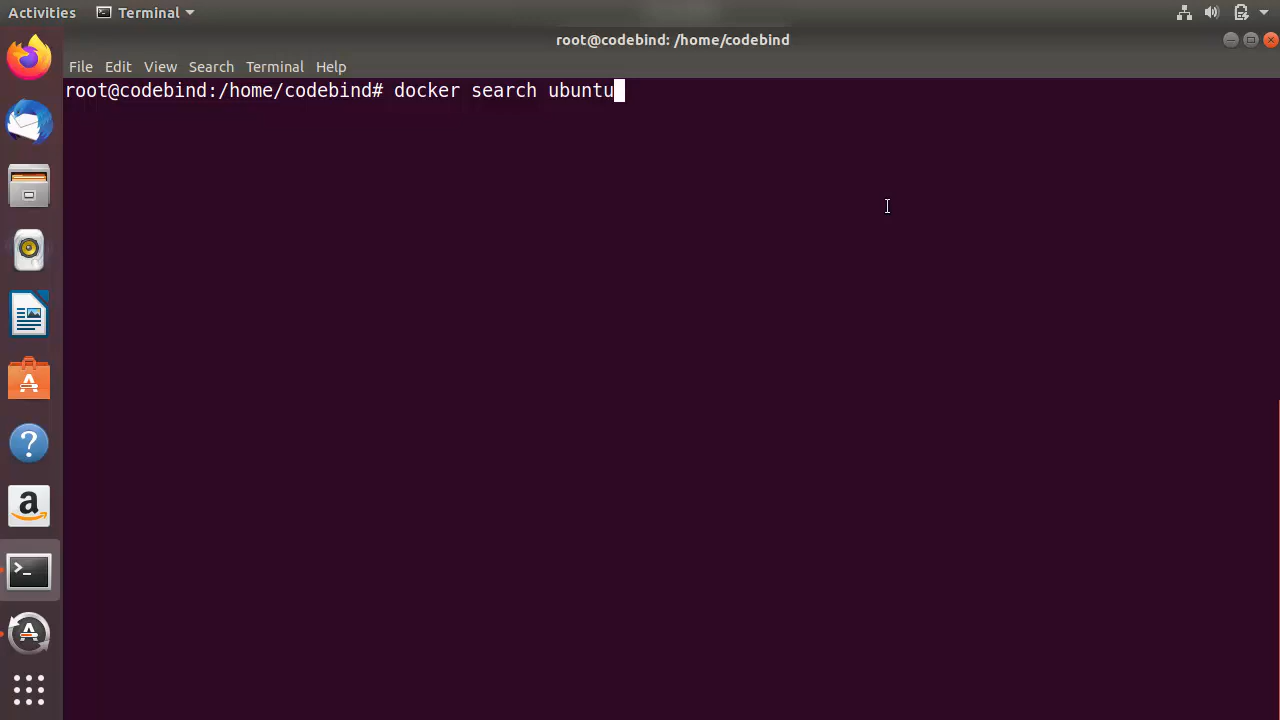 Activities Terminal
root@codebind: /home/codebind
File Edit View Search Terminal Help
root@codebind:/home/codebind# docker search ubuntu